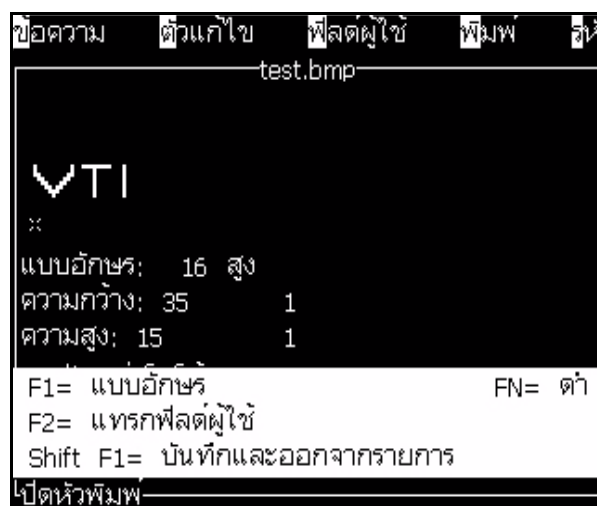 ข้อความ ตัวแก้ไข ฟิลด์ผู้ใช้ พิมพ์
test.bmp
VTI
แบบอักษร: 16 สูง
ความกว้าง: 35 1
ความสูง: 15 1
F1= แบบอักษร FN= ดำ
F2= แทรกฟิลด์ผู้ใช้
Shift F1= บันทึกและออกจากรายการ
ปิดหัวพิมพ์